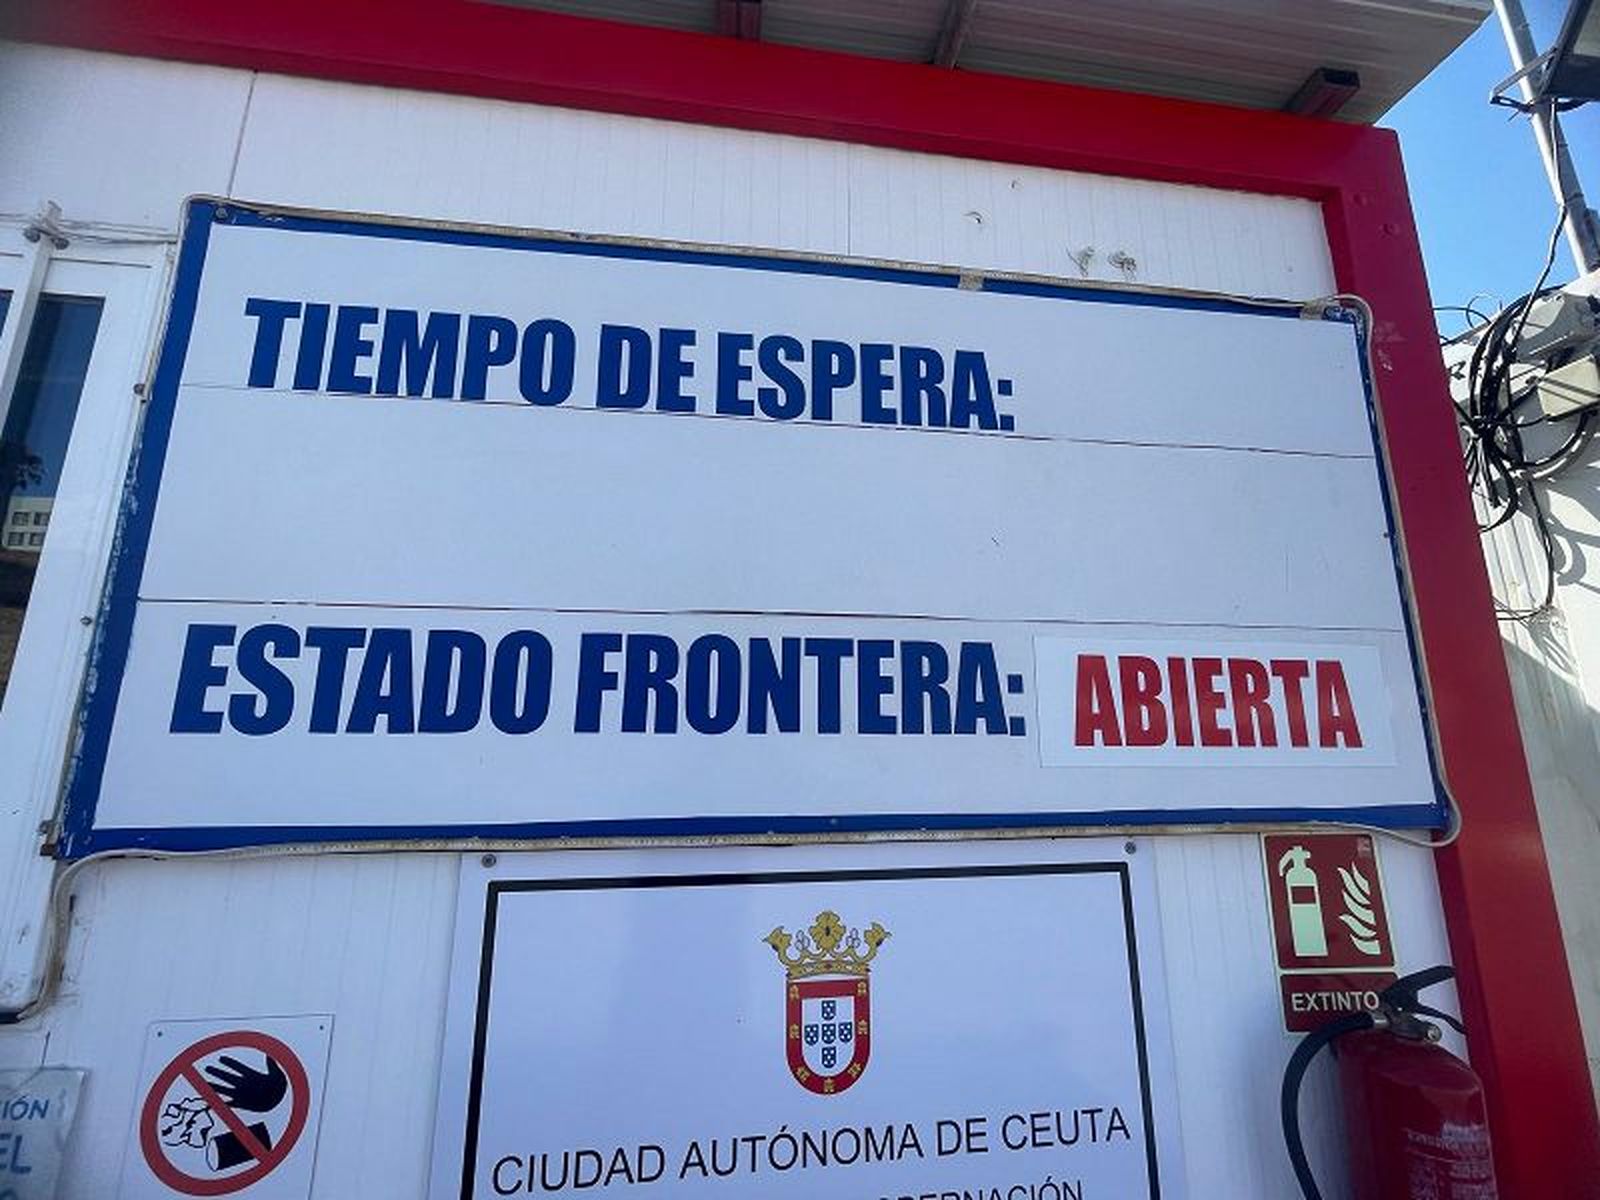 TIEMPO DE ESPERA:
ESTADO FRONTERA: ABIERTA
EXTINTO
CIUDAD AUTÓNOMA DE CEUTA